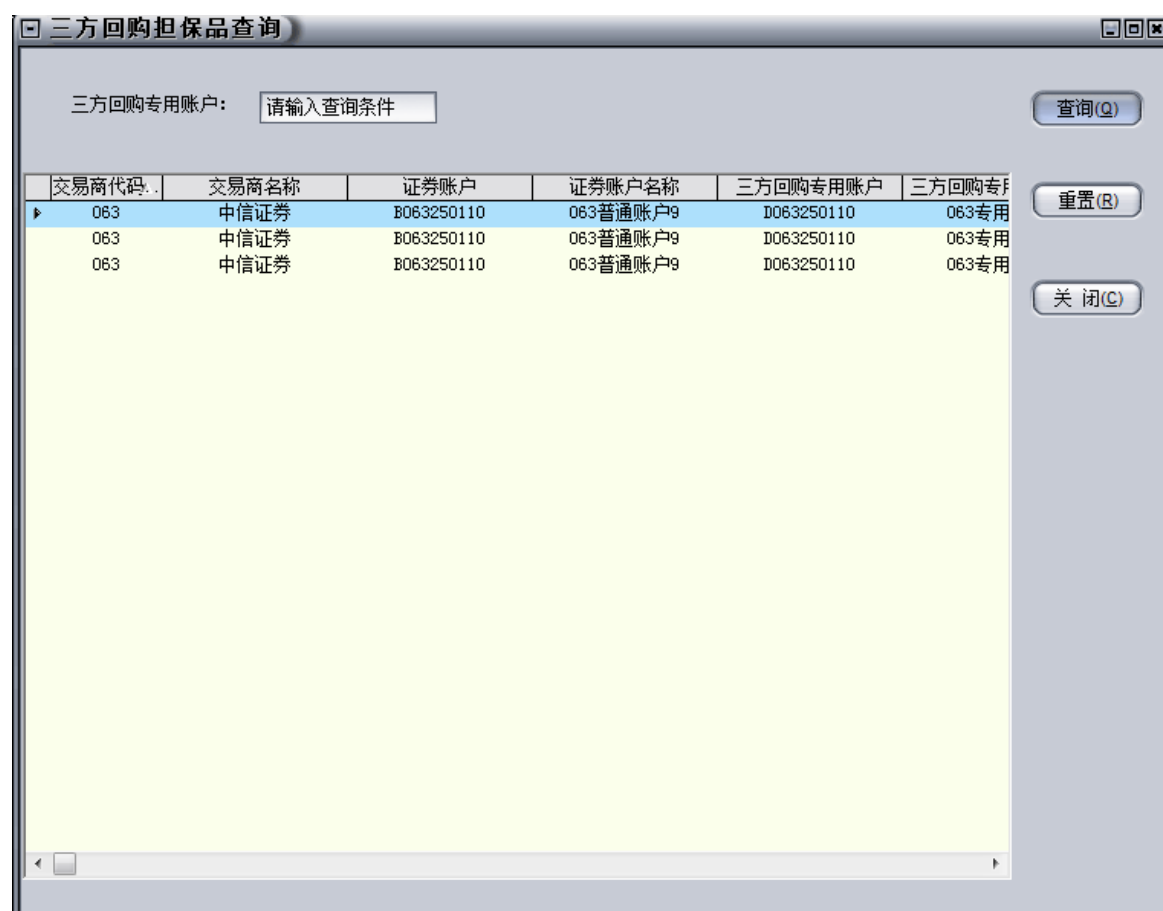 三方回购担保品查询
三方回购专用账户： 请输入查询条件 查询(Q)
交易商代码 交易商名称 证券账户 证券账户名称 三方回购专用账户 三方回购专
063 中信证券 B063250110 063普通账户9 D063250110 063专用
063 中信证券 B063250110 063普通账户9 D063250110 063专用
063 中信证券 B063250110 063普通账户9 D063250110 063专用
重置(R)
关 闭(C)